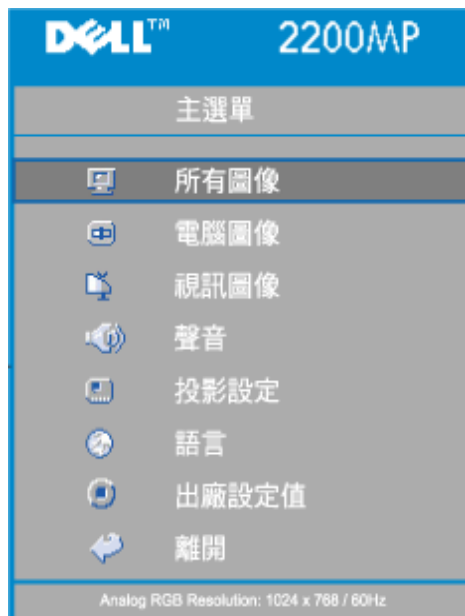 DELL™ 2200MP
主選單
所有圖像
電腦圖像
視訊圖像
聲音
投影設定
語言
出廠設定值
離開
Analog RGB Resolution: 1024 x 768 / 60Hz